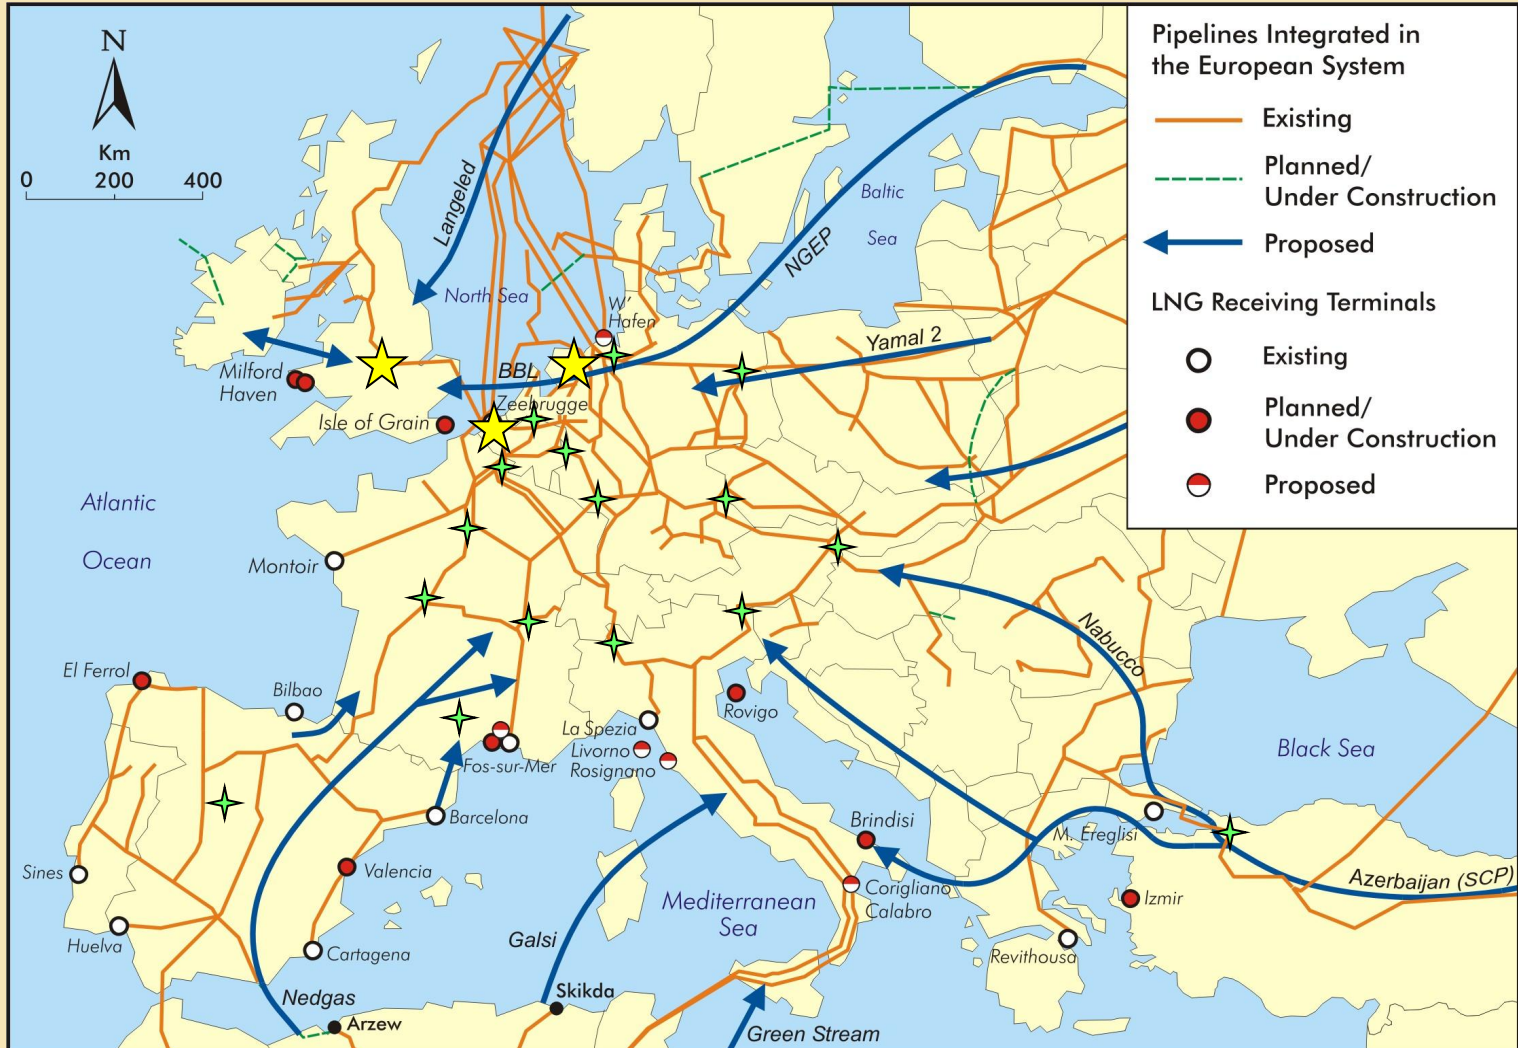 N
Km
0 200 400
Langeled
North Sea
W'
Hafen
Baltic
Sea
NGEP
Yamal 2
BBL
Zeebrugge
Milford
Haven
Isle of Grain
Atlantic
Ocean
Montoir
El Ferrol
Bilbao
La Spezia
Livorno
Rosignano
Rovigo
Fos-sur-Mer
Barcelona
Nabucco
Black Sea
Sines
Valencia
Huelva
Cartagena
Brindisi
M. Ereglisi
Corigliano
Calabro
Mediterranean
Sea
Azerbaijan (SCP)
Izmir
Revithousa
Galsi
Nedgas
Skikda
Arzew
Green Stream
Pipelines Integrated in
the European System
Existing
Planned/
Under Construction
Proposed
LNG Receiving Terminals
Existing
Planned/
Under Construction
Proposed